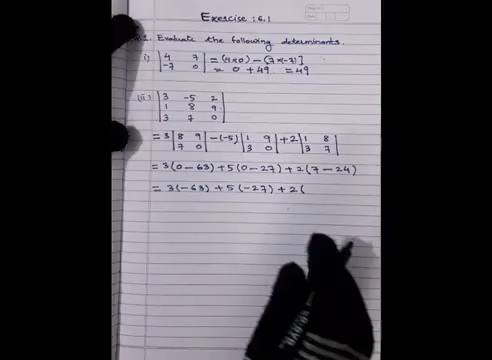 Exercise : 6.1
1. Evaluate the following determinants.
i) | 4 7 | = (4×0) - [7×(-7)]
| -7 0 | = 0 + 49 = 49
(ii) | 3 -5 2 |
| 1 8 9 |
| 3 7 0 |
= 3 | 8 9 | -(-5) | 1 9 | + 2 | 1 8 |
| 7 0 | | 3 0 | | 3 7 |
= 3(0 - 63) + 5(0 - 27) + 2(7 - 24)
= 3(-63) + 5(-27) + 2(